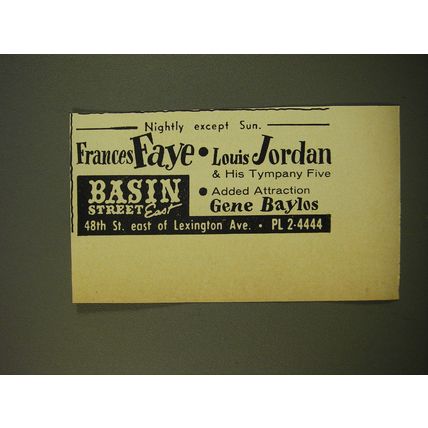 Nightly except Sun.
Frances Faye • Louis Jordan
& His Tympany Five
• Added Attraction
Gene Baylos
BASIN
STREET East
48th St. east of Lexington Ave. • PL 2-4444